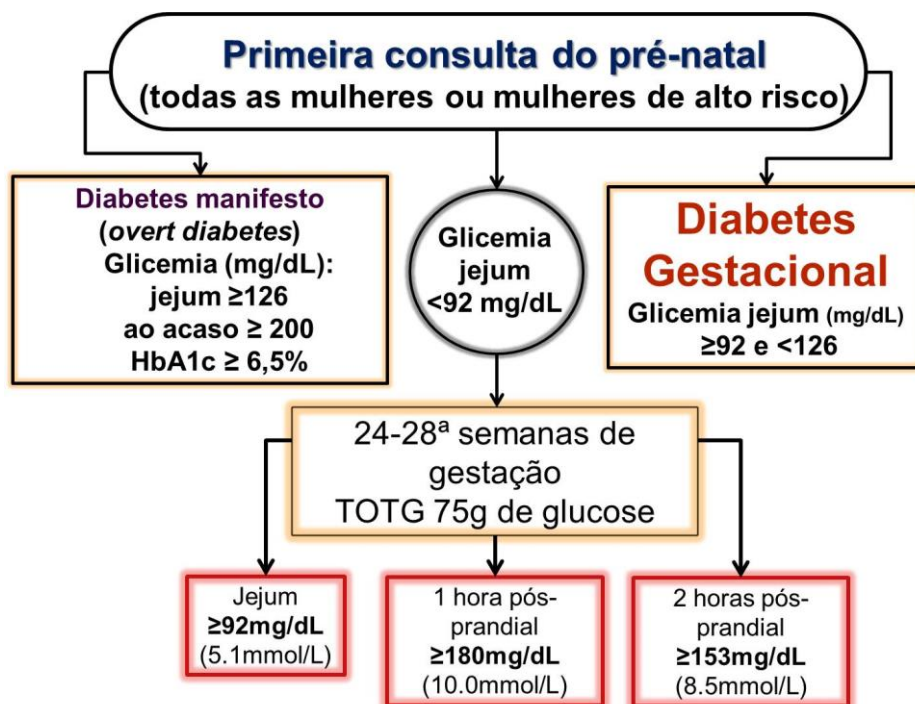 Primeira consulta do pré-natal
(todas as mulheres ou mulheres de alto risco)
Diabetes manifesto
(overt diabetes)
Glicemia (mg/dL):
jejum ≥126
ao acaso ≥ 200
HbA1c ≥ 6,5%
Glicemia
jejum
<92 mg/dL
Diabetes
Gestacional
Glicemia jejum (mg/dL)
≥92 e <126
24-28ª semanas de
gestação
TOTG 75g de glucose
Jejum
≥92mg/dL
(5.1mmol/L)
1 hora pós-
prandial
≥180mg/dL
(10.0mmol/L)
2 horas pós-
prandial
≥153mg/dL
(8.5mmol/L)